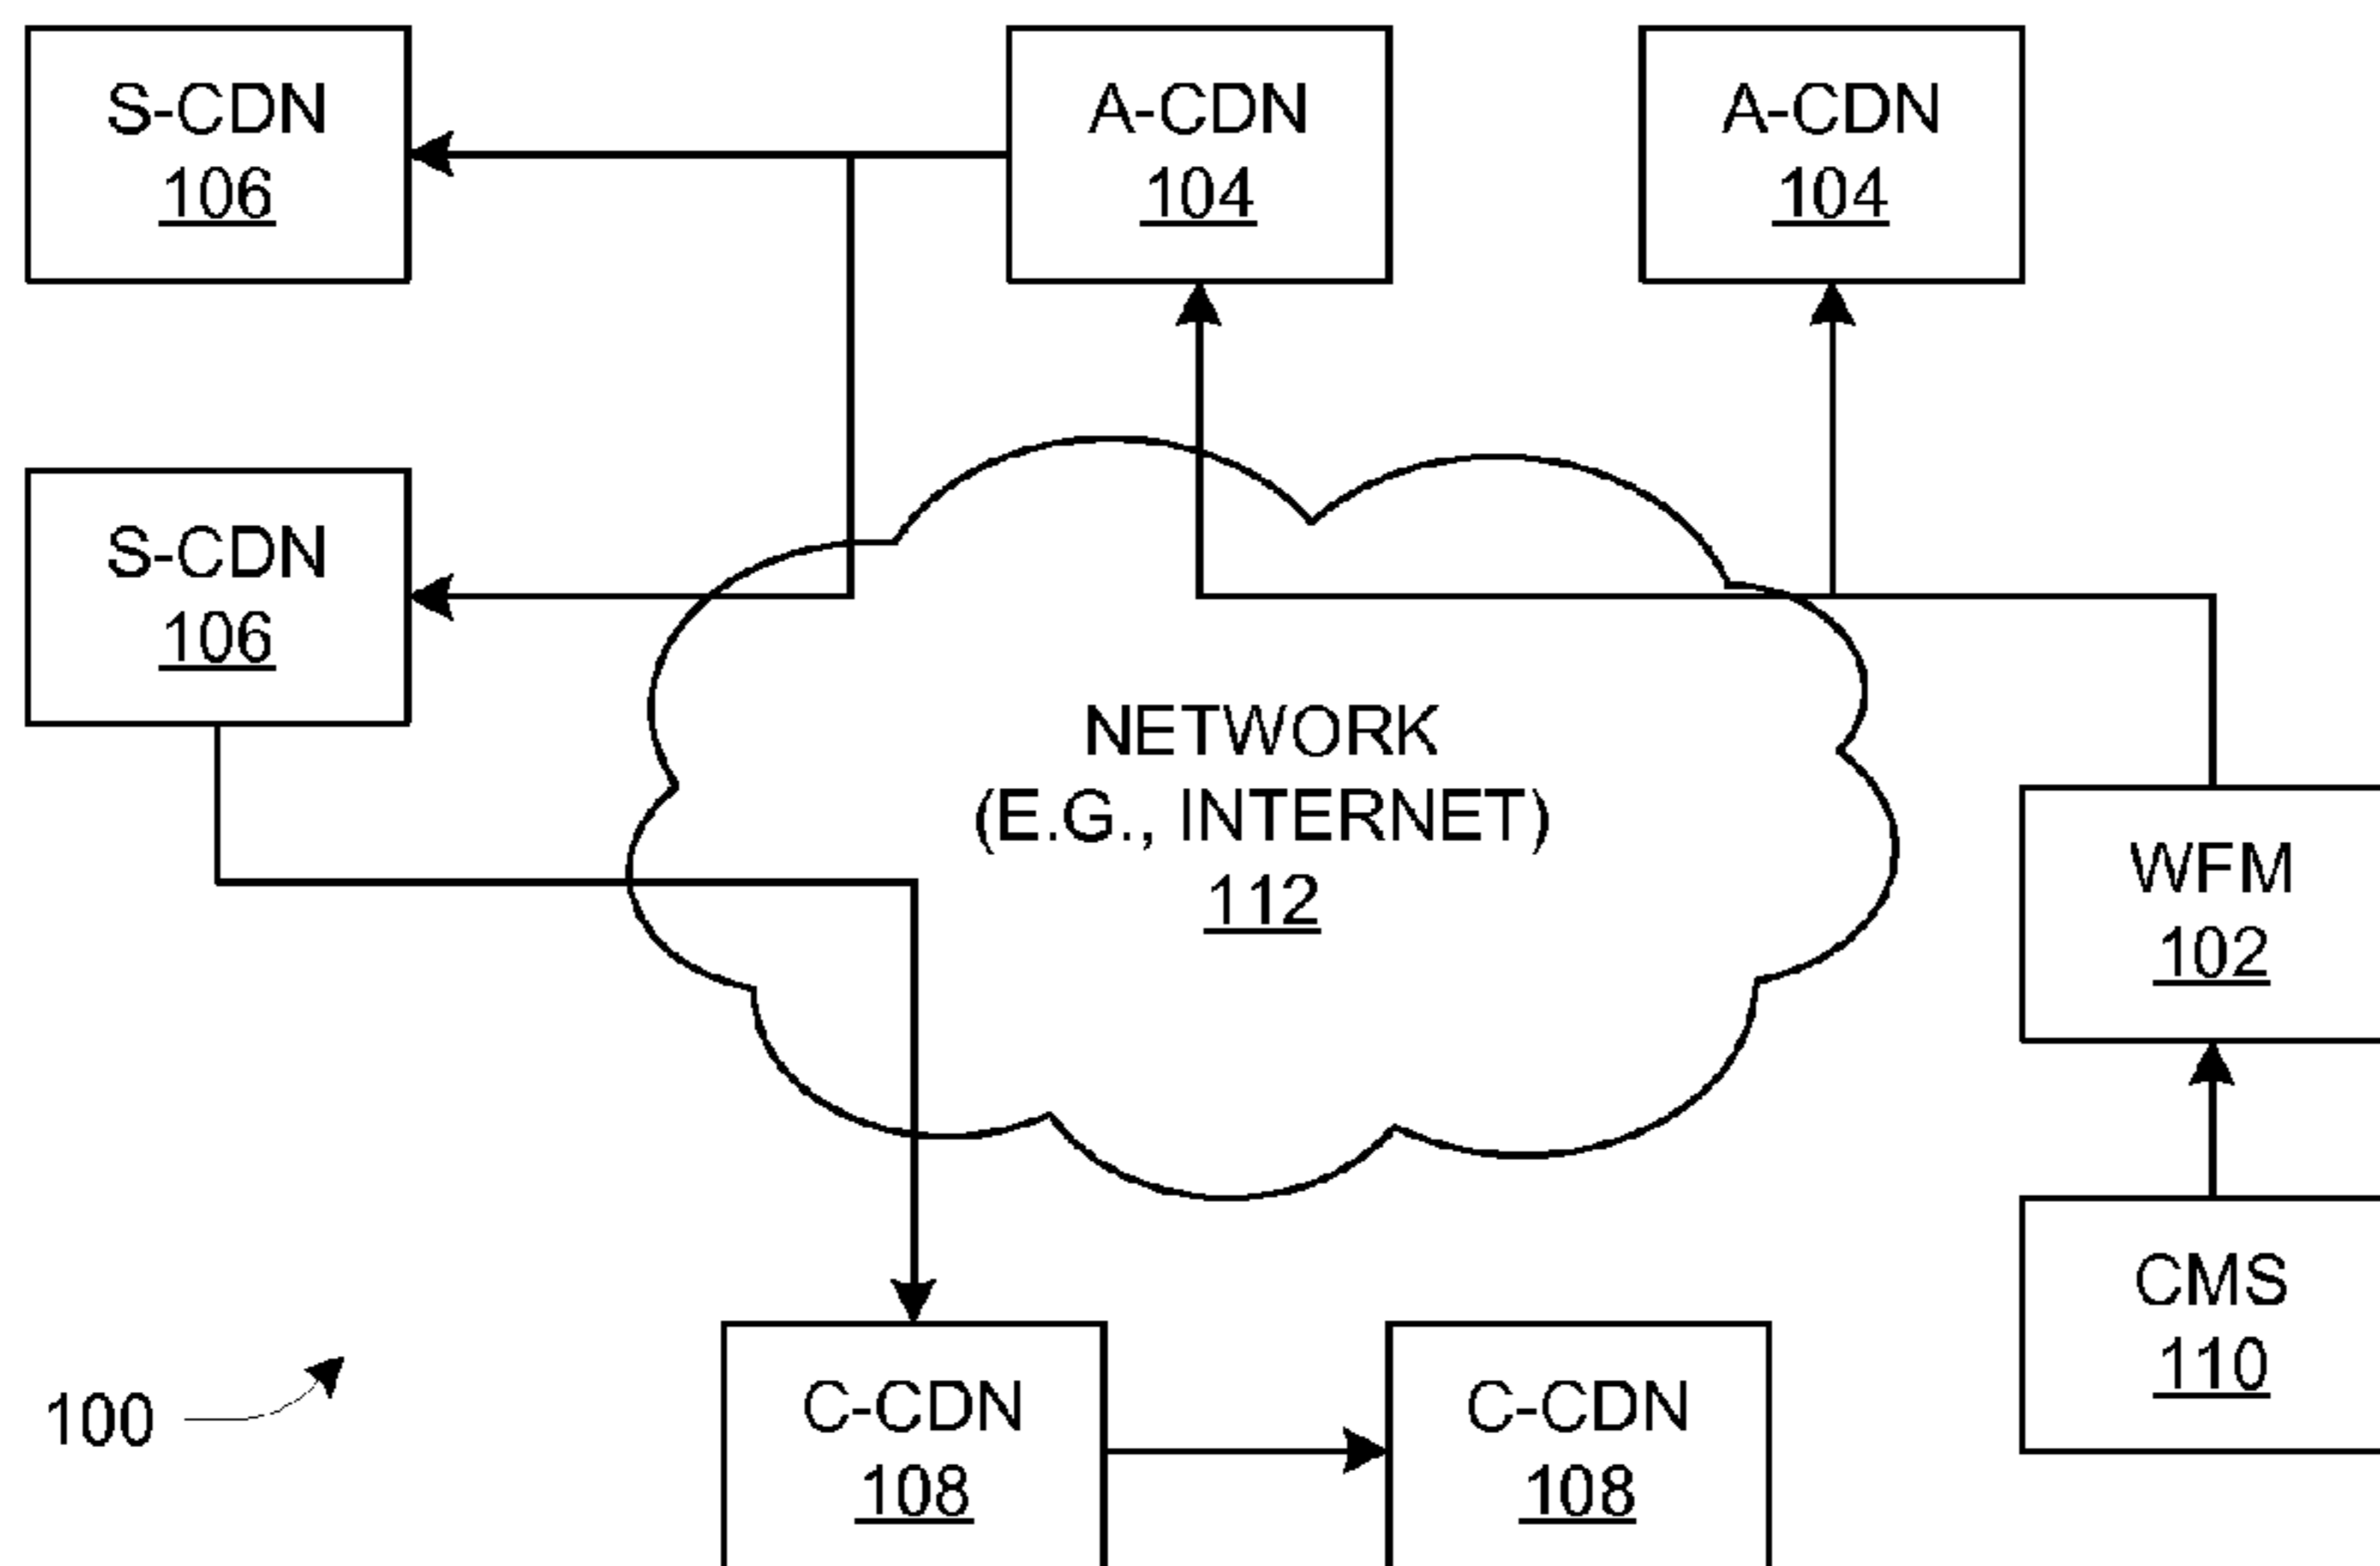 S-CDN
106
A-CDN
104
A-CDN
104
S-CDN
106
NETWORK
(E.G., INTERNET)
112
WFM
102
CMS
110
C-CDN
108
C-CDN
108
100